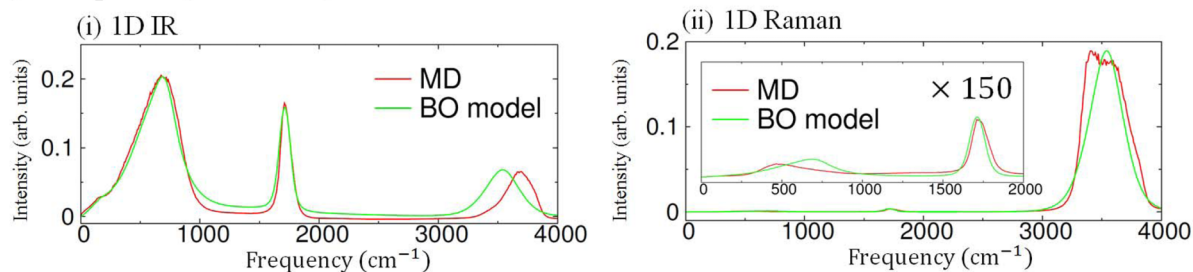 (i) 1D IR
Intensity (arb. units)
0.2
0.1
0
MD
BO model
0 1000 2000 3000 4000
Frequency (cm⁻¹)
(ii) 1D Raman
Intensity (arb. units)
0.2
0.1
0
MD
BO model
× 150
0 500 1000 1500 2000
0 1000 2000 3000 4000
Frequency (cm⁻¹)